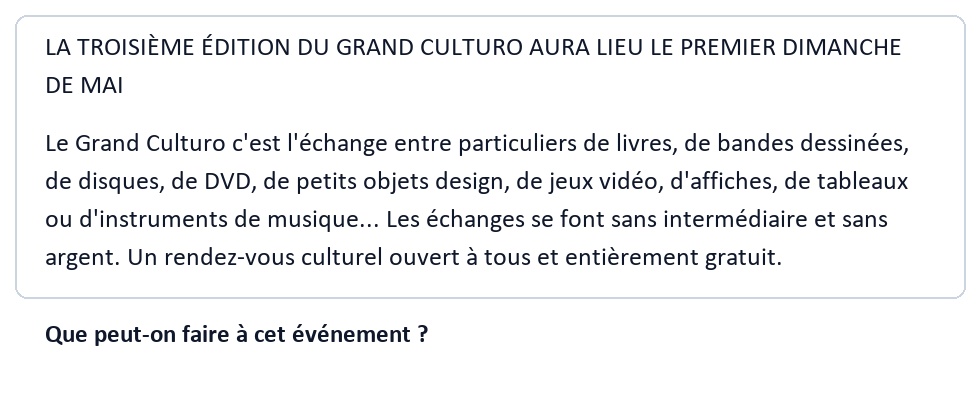 LA TROISIÈME ÉDITION DU GRAND CULTURO AURA LIEU LE PREMIER DIMANCHE
DE MAI
Le Grand Culturo c'est l'échange entre particuliers de livres, de bandes dessinées,
de disques, de DVD, de petits objets design, de jeux vidéo, d'affiches, de tableaux
ou d'instruments de musique... Les échanges se font sans intermédiaire et sans
argent. Un rendez-vous culturel ouvert à tous et entièrement gratuit.
Que peut-on faire à cet événement ?